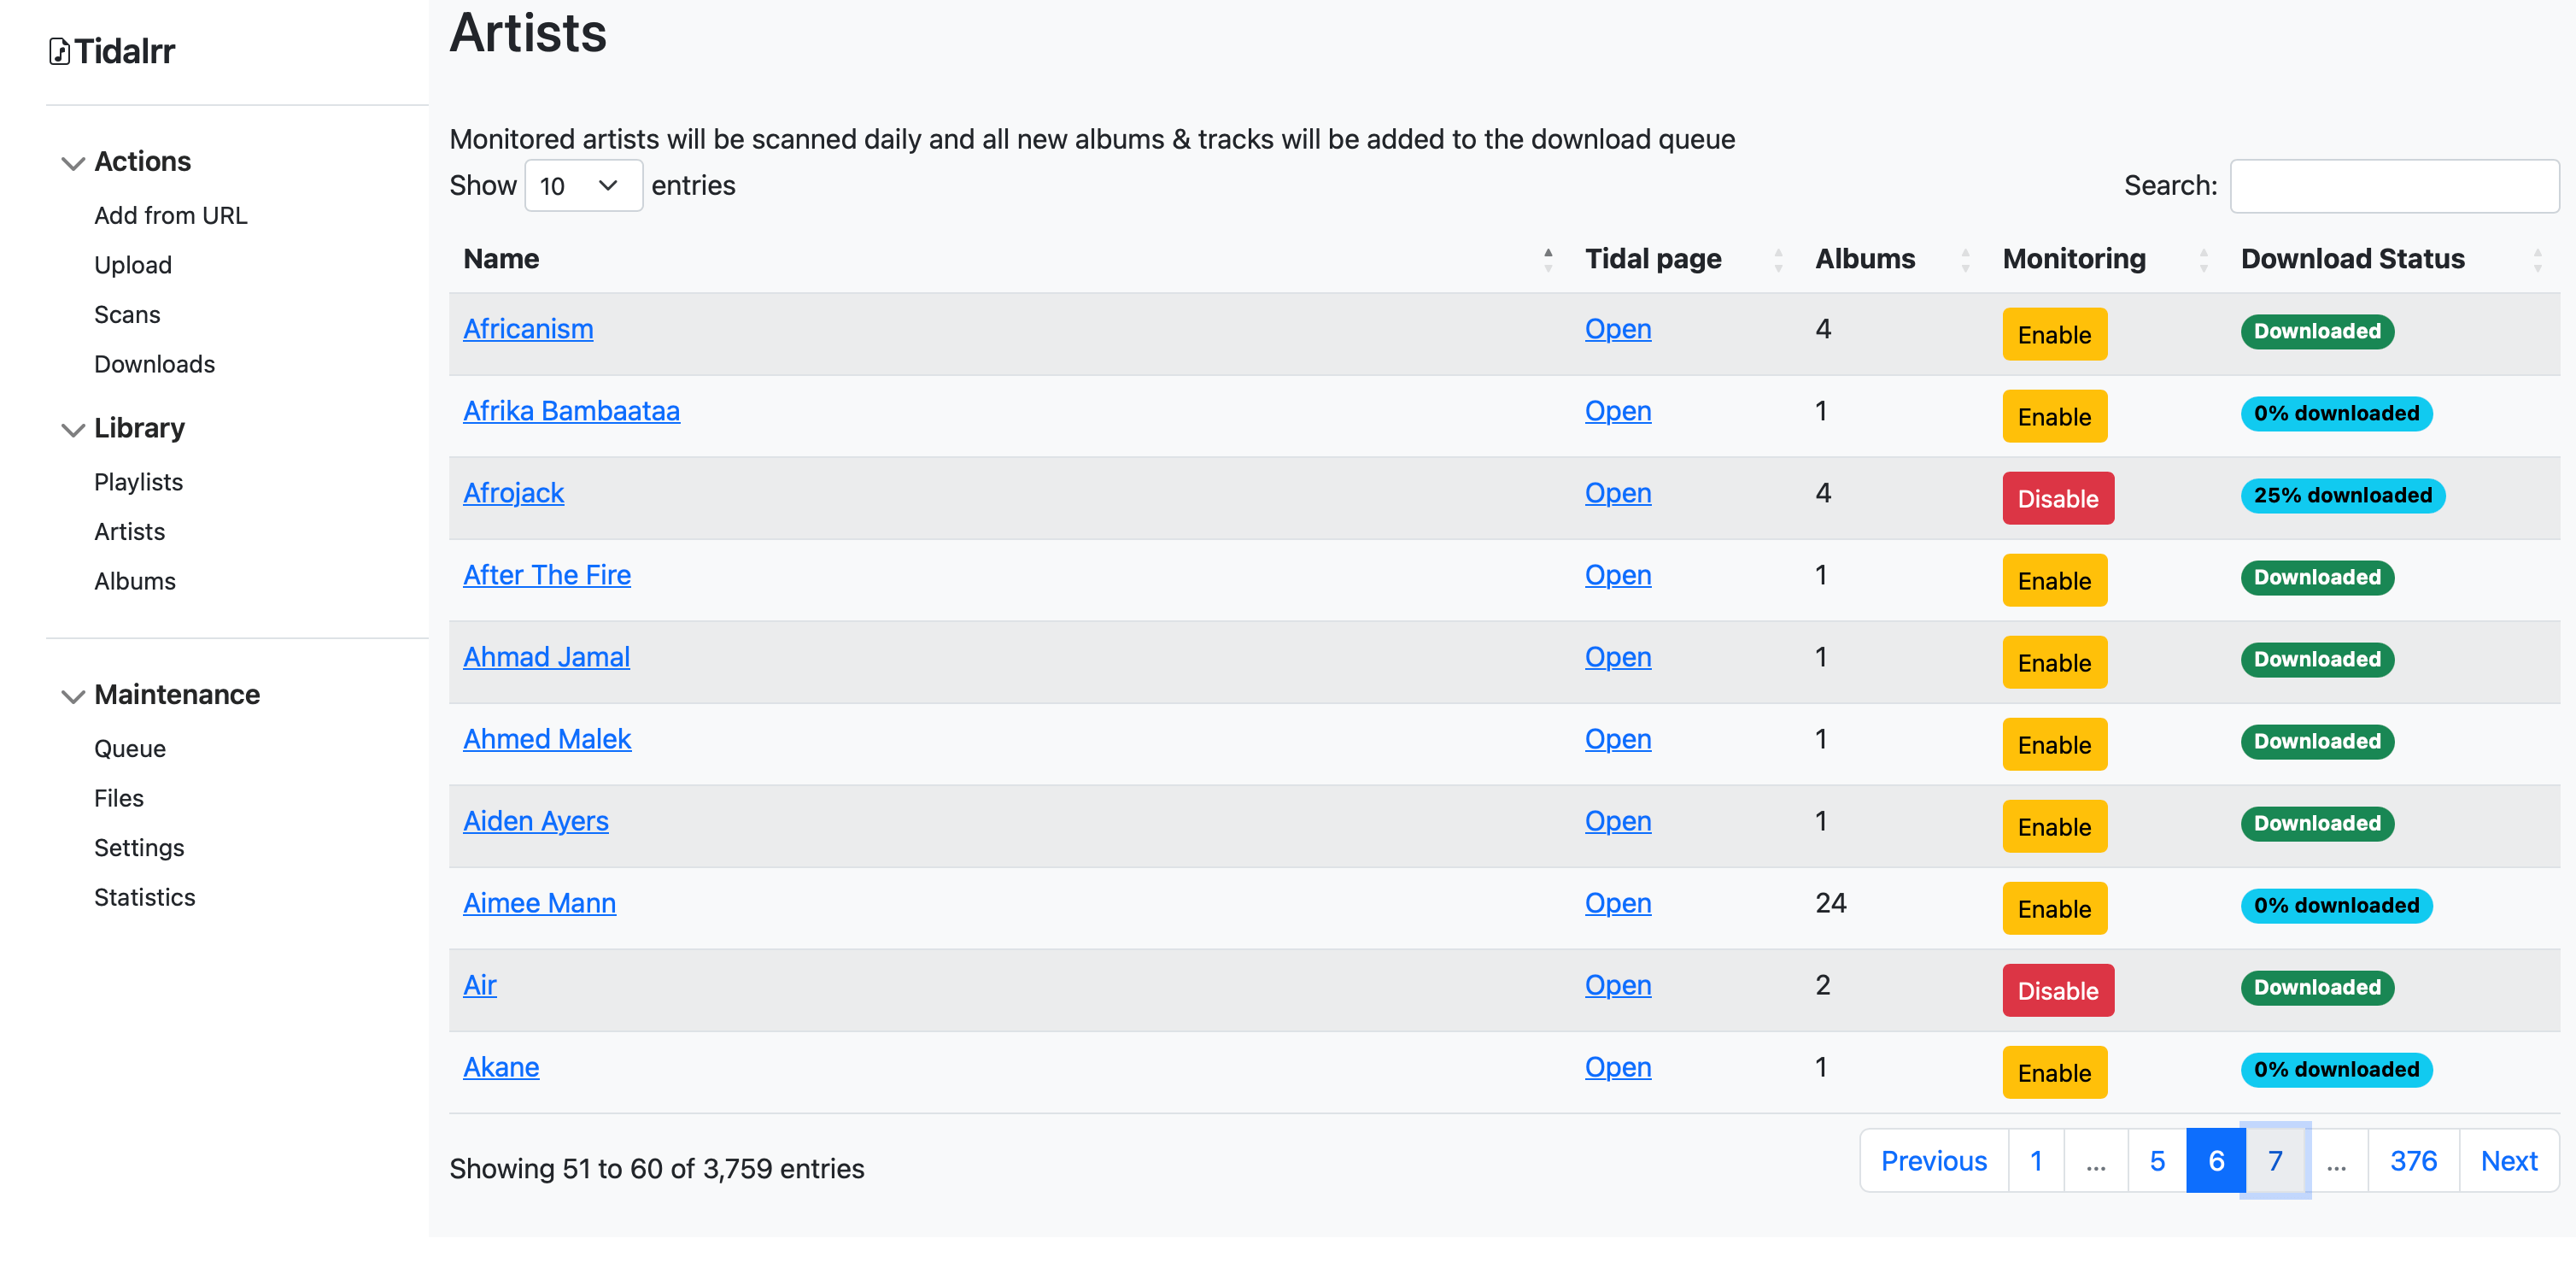 Tidalrr
Actions
Add from URL
Upload
Scans
Downloads
Library
Playlists
Artists
Albums
Maintenance
Queue
Files
Settings
Statistics
Artists
Monitored artists will be scanned daily and all new albums & tracks will be added to the download queue
Show 10 entries Search:
Name Tidal page Albums Monitoring Download Status
Africanism Open 4 Enable Downloaded
Afrika Bambaataa Open 1 Enable 0% downloaded
Afrojack Open 4 Disable 25% downloaded
After The Fire Open 1 Enable Downloaded
Ahmad Jamal Open 1 Enable Downloaded
Ahmed Malek Open 1 Enable Downloaded
Aiden Ayers Open 1 Enable Downloaded
Aimee Mann Open 24 Enable 0% downloaded
Air Open 2 Disable Downloaded
Akane Open 1 Enable 0% downloaded
Showing 51 to 60 of 3,759 entries Previous 1 ... 5 6 7 ... 376 Next